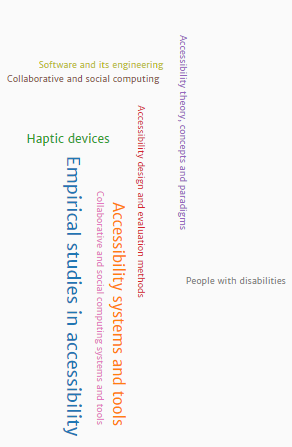 Software and its engineering
Collaborative and social computing
Accessibility theory, concepts and paradigms
Accessibility design and evaluation methods
Haptic devices
Empirical studies in accessibility
Collaborative and social computing systems and tools
Accessibility systems and tools
People with disabilities